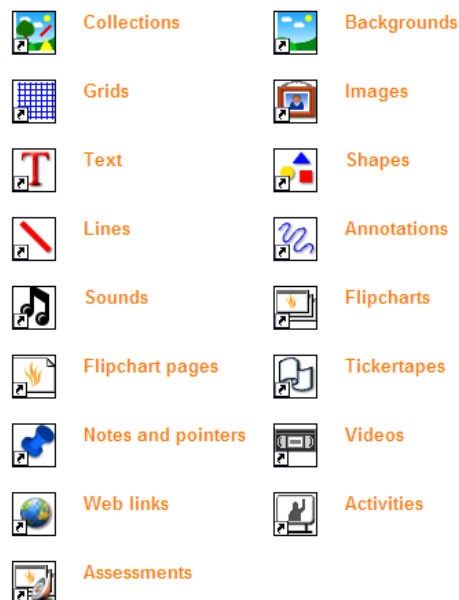 Collections
Backgrounds
Grids
Images
Text
Shapes
Lines
Annotations
Sounds
Flipcharts
Flipchart pages
Tickertapes
Notes and pointers
Videos
Web links
Activities
Assessments